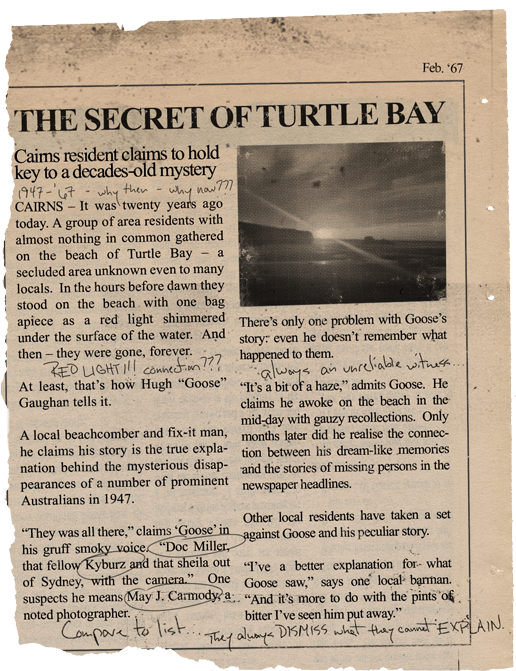 Feb. '67
THE SECRET OF TURTLE BAY
Cairns resident claims to hold
key to a decades-old mystery
1947-'67 - why then - why now???
CAIRNS – It was twenty years ago
today. A group of area residents with
almost nothing in common gathered
on the beach of Turtle Bay – a
secluded area unknown even to many
locals. In the hours before dawn they
stood on the beach with one bag
apiece as a red light shimmered
under the surface of the water. And
then – they were gone, forever.
RED LIGHT!!! connection???
At least, that's how Hugh "Goose"
Gaughan tells it.
A local beachcomber and fix-it man,
he claims his story is the true expla-
nation behind the mysterious disap-
pearances of a number of prominent
Australians in 1947.
"They was all there," claims 'Goose' in
his gruff smoky voice. "Doc Miller,
that fellow Kyburz and that sheila out
of Sydney, with the camera." One
suspects he means May J. Carmody, a
noted photographer.
Compare to list...
There's only one problem with Goose's
story: even he doesn't remember what
happened to them.
always an unreliable witness...
"It's a bit of a haze," admits Goose. He
claims he awoke on the beach in the
mid-day with gauzy recollections. Only
months later did he realise the connec-
tion between his dream-like memories
and the stories of missing persons in the
newspaper headlines.
Other local residents have taken a set
against Goose and his peculiar story.
"I've a better explanation for what
Goose saw," says one local barman.
"And it's more to do with the pints of
bitter I've seen him put away."
They always DISMISS what they cannot EXPLAIN.